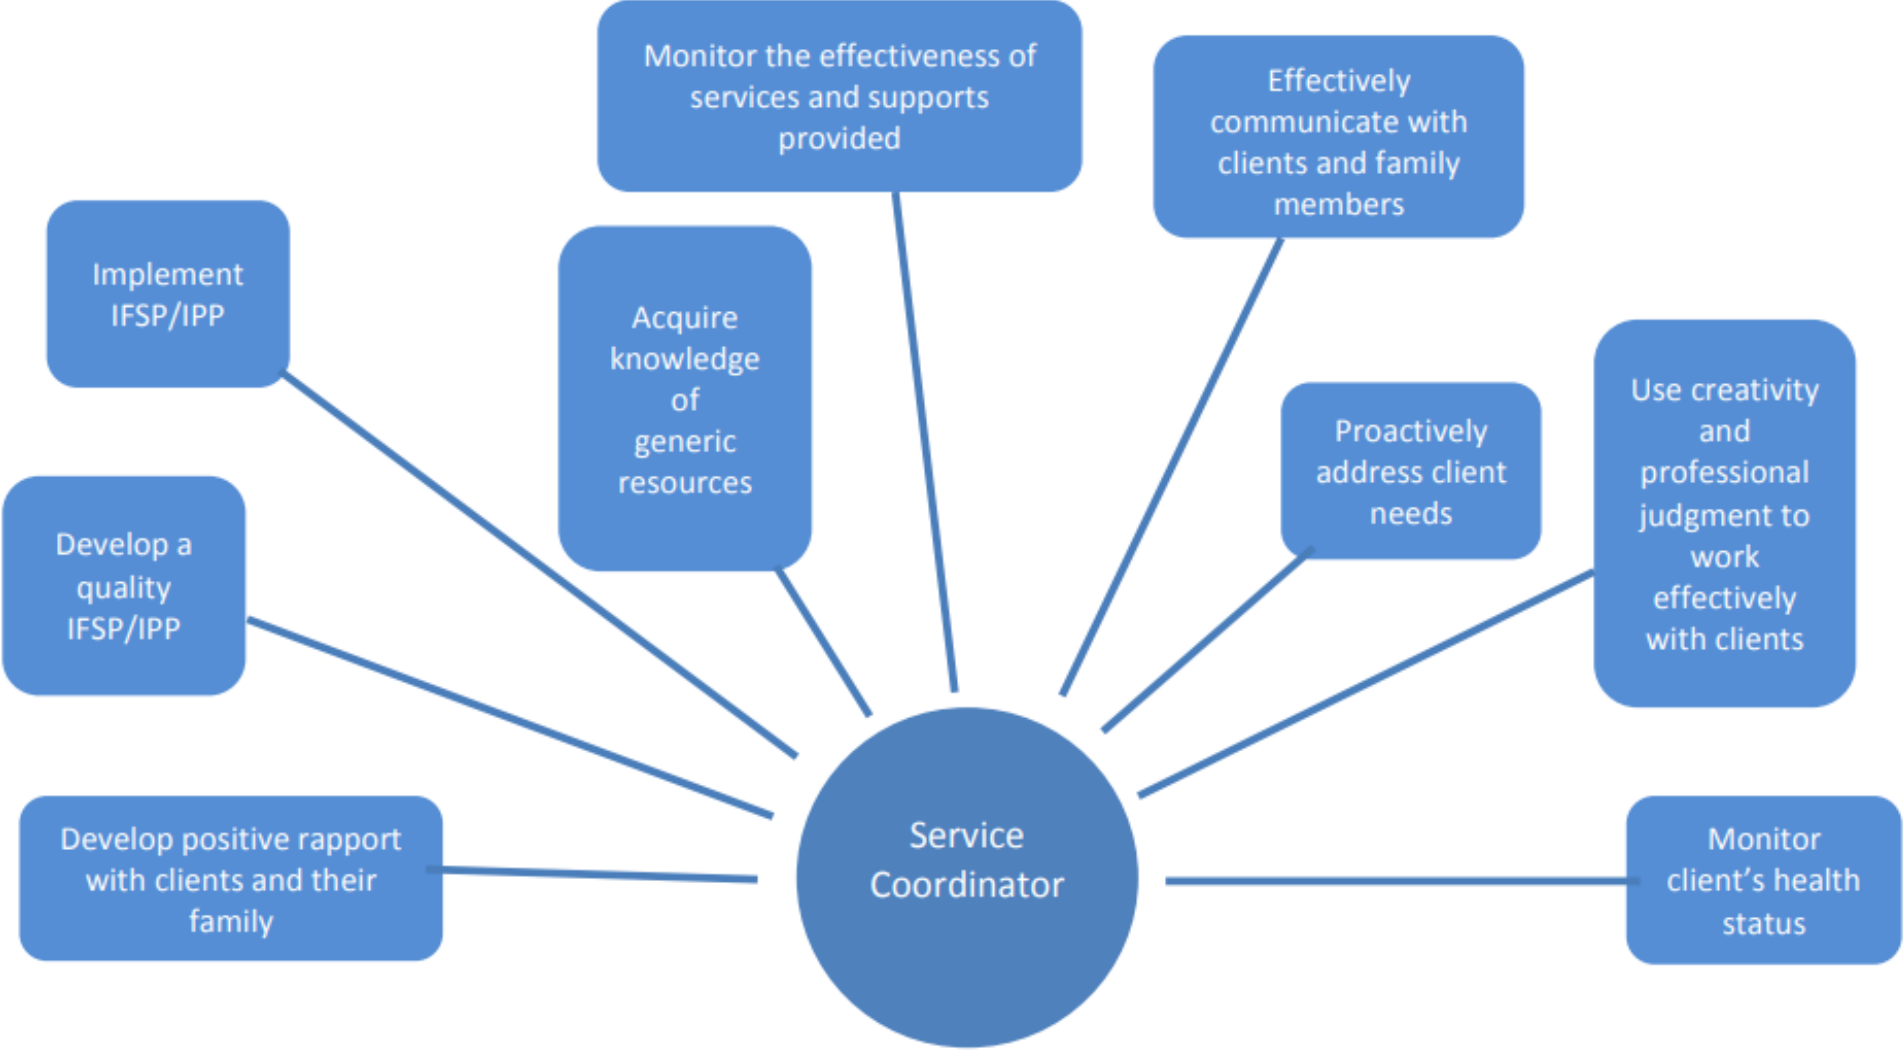 Monitor the effectiveness of
services and supports
provided
Effectively
communicate with
clients and family
members
Implement
IFSP/IPP
Acquire
knowledge
of
generic
resources
Proactively
address client
needs
Use creativity
and
professional
judgment to
work
effectively
with clients
Develop a
quality
IFSP/IPP
Develop positive rapport
with clients and their
family
Service
Coordinator
Monitor
client’s health
status